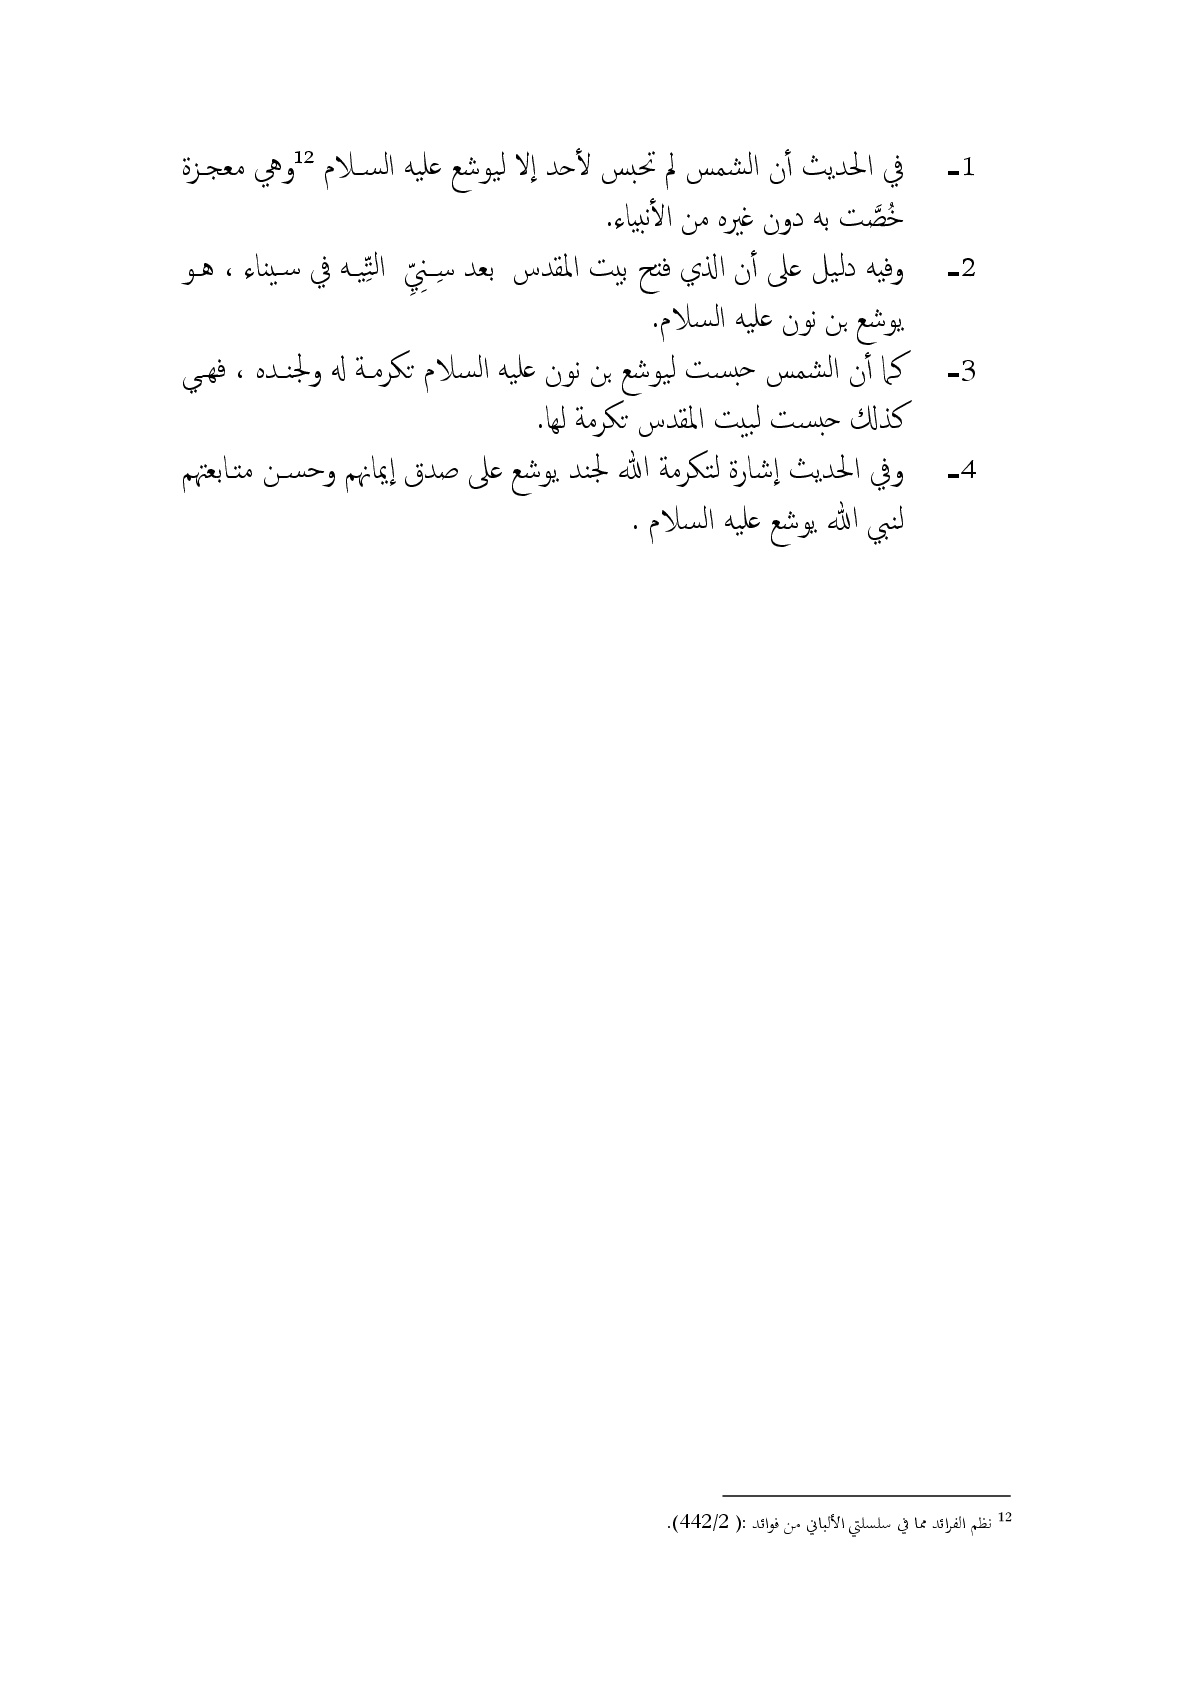 1ـ في الحديث أن الشمس لم تحبس لأحد إلا ليوشع عليه السلام 12وهي معجزة
خُصَّت به دون غيره من الأنبياء.
2ـ وفيه دليل على أن الذي فتح بيت المقدس بعد سِنِيِّ التِّيه في سيناء ، هو
يوشع بن نون عليه السلام.
3ـ كما أن الشمس حبست ليوشع بن نون عليه السلام تكرمة له ولجنده ، فهي
كذلك حبست لبيت المقدس تكرمة لها.
4ـ وفي الحديث إشارة لتكرمة الله لجند يوشع على صدق إيمانهم وحسن متابعتهم
لنبي الله يوشع عليه السلام .
12 نظم الفرائد مما في سلسلتي الألباني من فوائد :( 442/2).